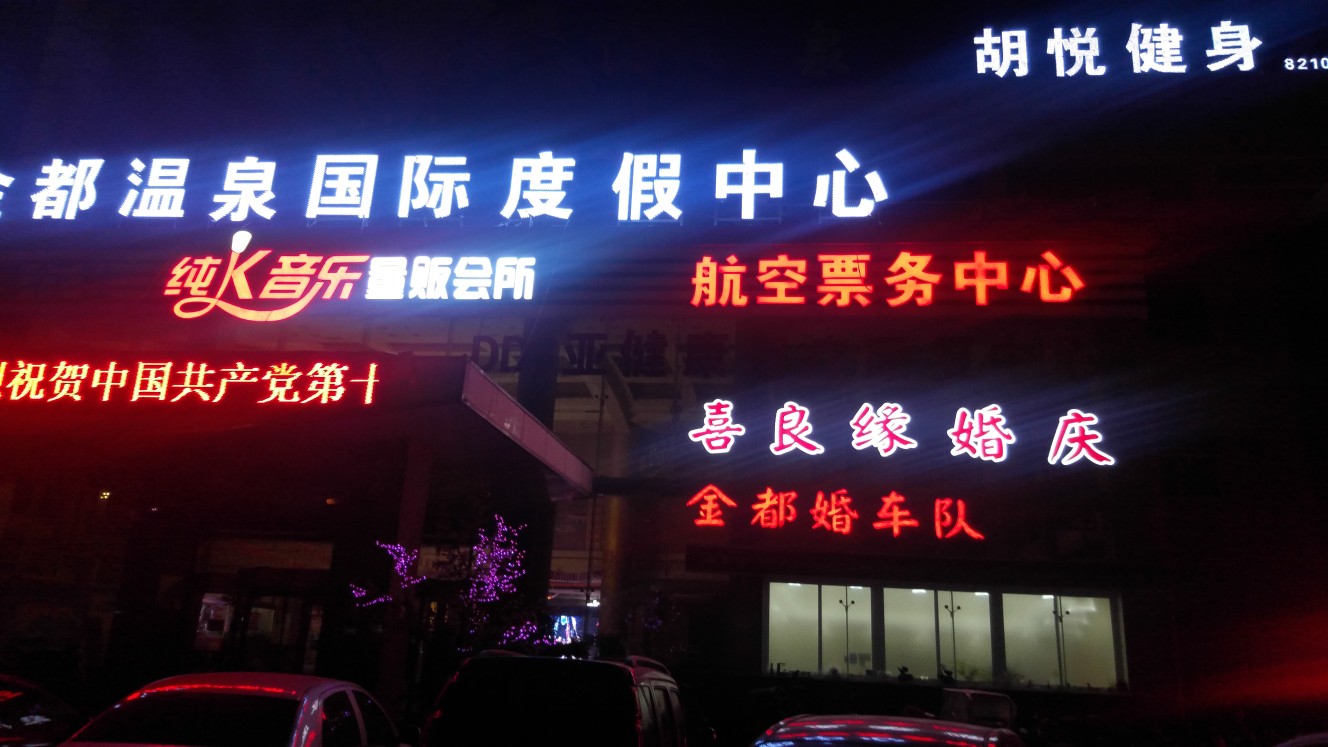 胡悦健身 8210
金都温泉国际度假中心
纯K音乐量贩会所
航空票务中心
祝贺中国共产党第十
喜良缘婚庆
金都婚车队